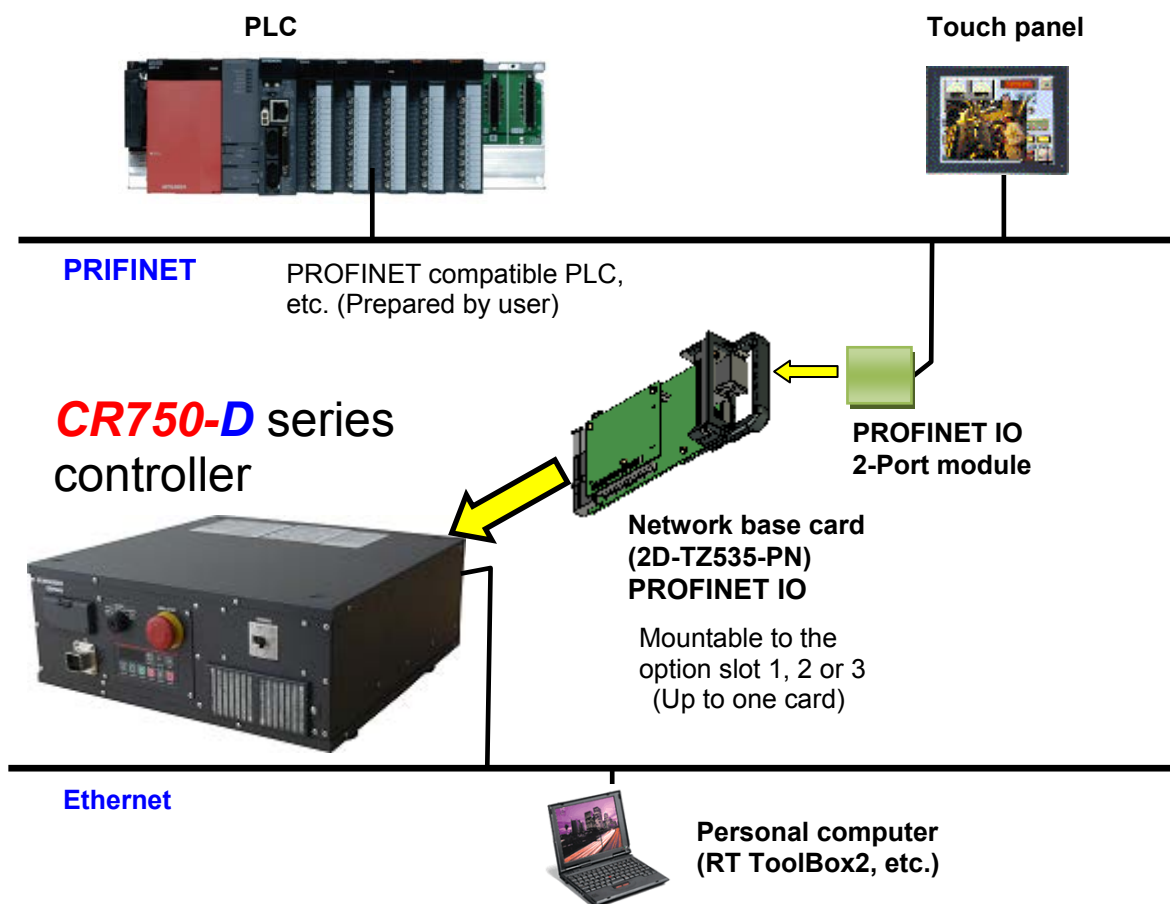 PLC
Touch panel
PRIFINET
PROFINET compatible PLC,
etc. (Prepared by user)
CR750-D series
controller
PROFINET IO
2-Port module
Network base card
(2D-TZ535-PN)
PROFINET IO
Mountable to the
option slot 1, 2 or 3
(Up to one card)
Ethernet
Personal computer
(RT ToolBox2, etc.)